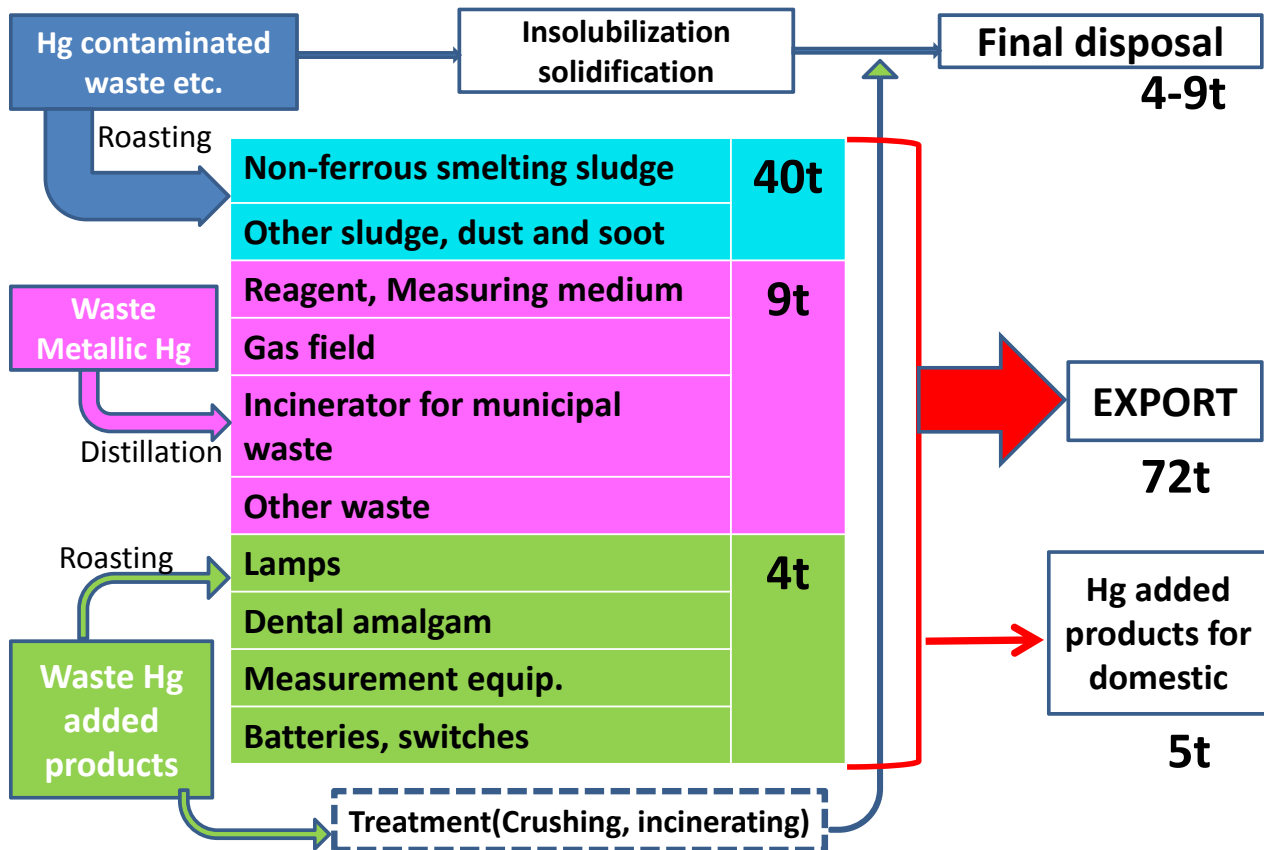 Hg contaminated
waste etc.
Insolubilization
solidification
Final disposal
4-9t
Roasting
Non-ferrous smelting sludge
40t
Other sludge, dust and soot
Waste
Metallic Hg
Distillation
Reagent, Measuring medium
9t
Gas field
Incinerator for municipal
waste
Other waste
EXPORT
72t
Roasting
Lamps
4t
Dental amalgam
Measurement equip.
Batteries, switches
Hg added
products for
domestic
5t
Waste Hg
added
products
Treatment(Crushing, incinerating)